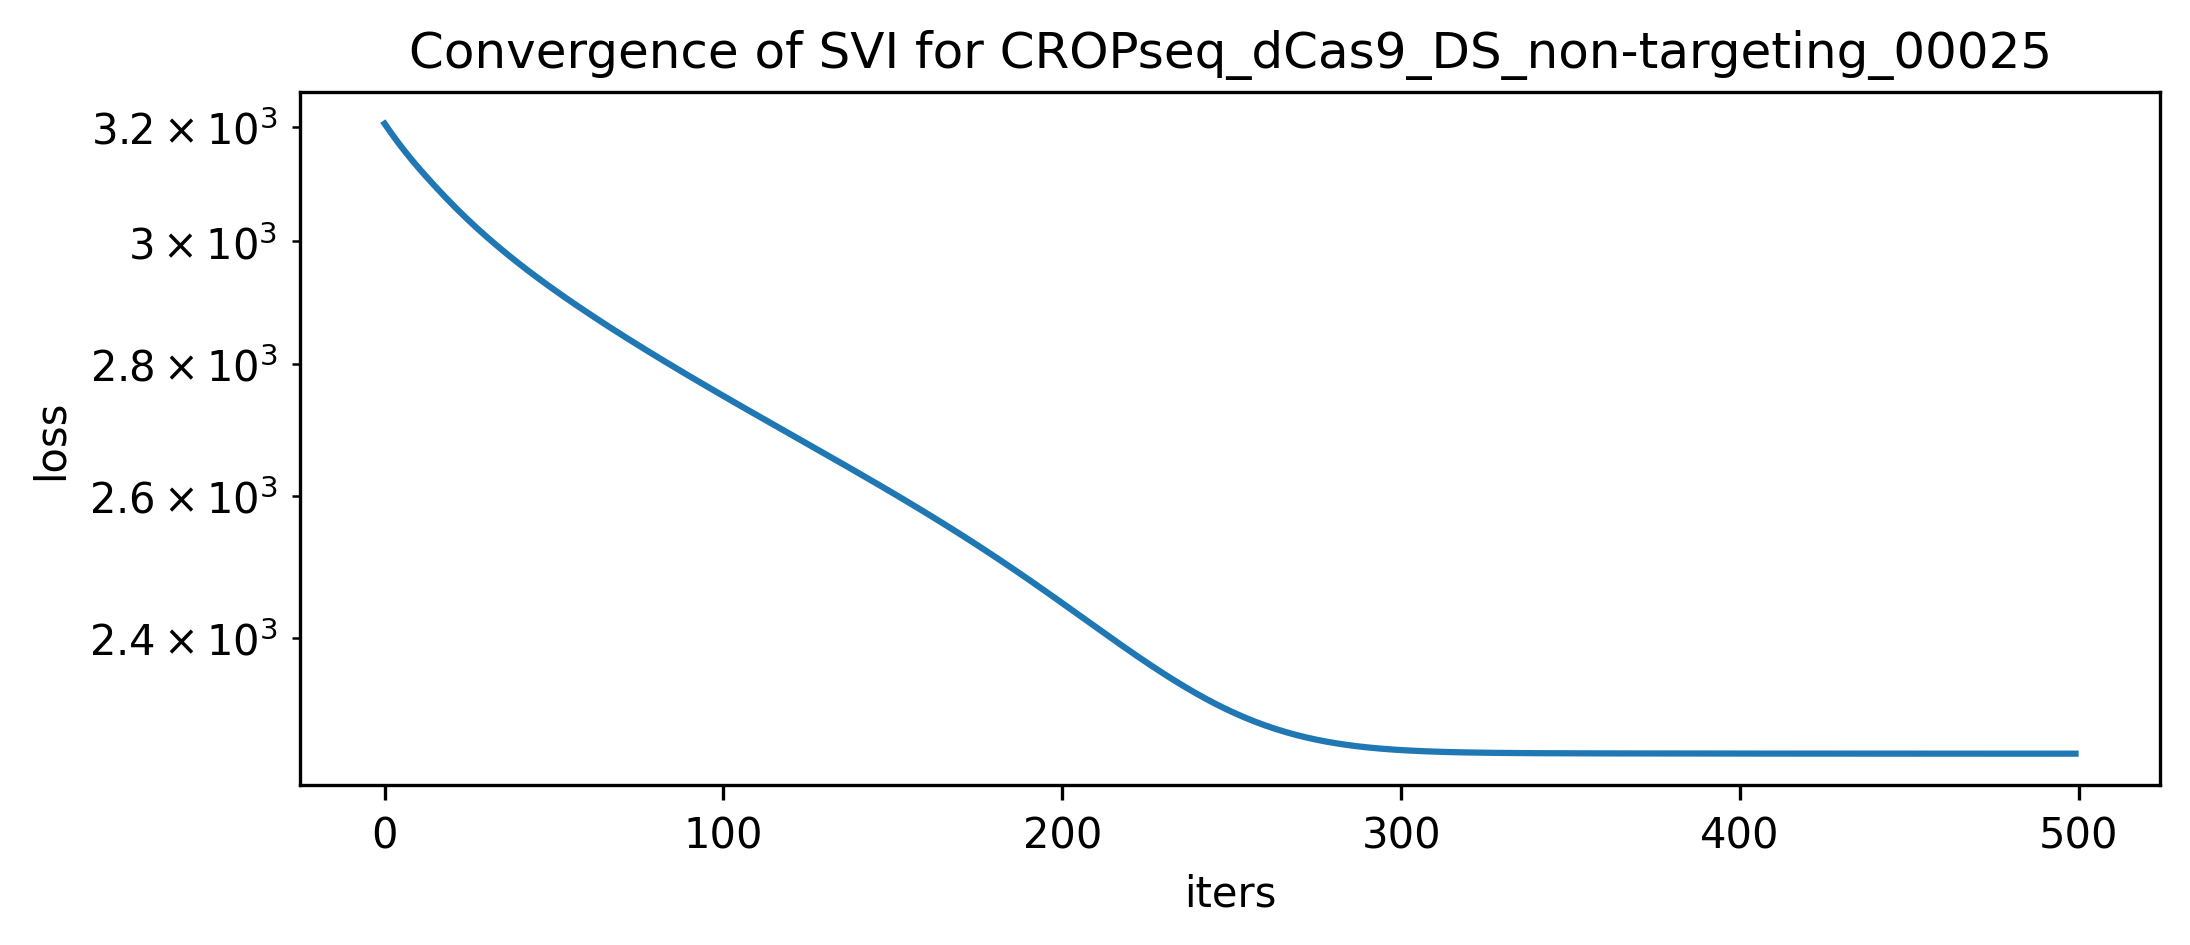 Convergence of SVI for CROPseq_dCas9_DS_non-targeting_00025
3.2 × 10³
3 × 10³
2.8 × 10³
2.6 × 10³
2.4 × 10³
loss
0 100 200 300 400 500
iters